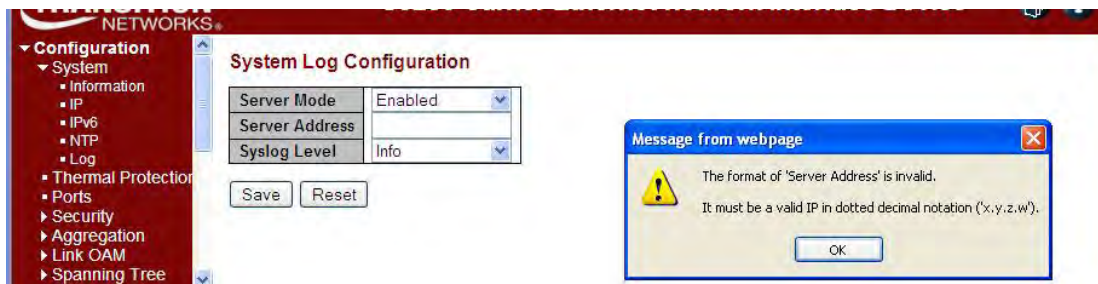 NETWORKS®
Configuration
System
Information
IP
IPv6
NTP
Log
Thermal Protection
Ports
Security
Aggregation
Link OAM
Spanning Tree
System Log Configuration
Server Mode Enabled
Server Address
Syslog Level Info
Save Reset
Message from webpage
The format of 'Server Address' is invalid.
It must be a valid IP in dotted decimal notation ('x.y.z.w').
OK